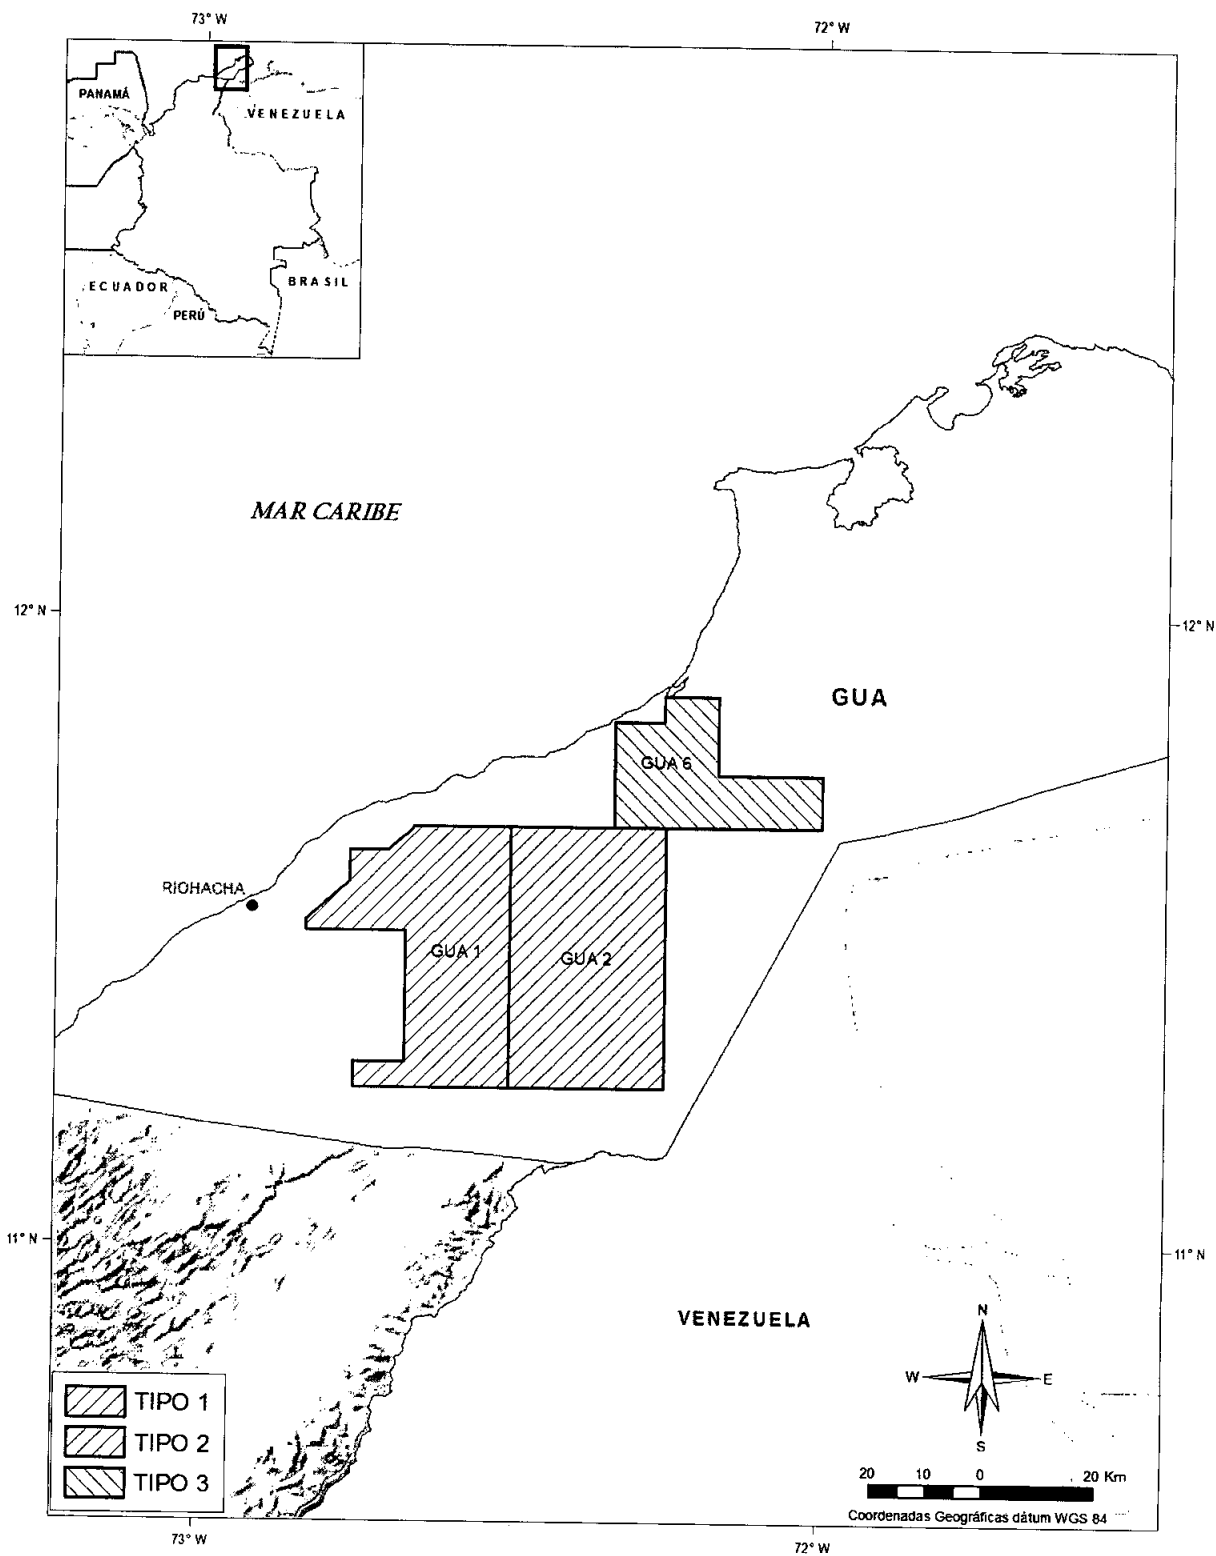 73° W
72° W
PANAMÁ
VENEZUELA
ECUADOR
BRASIL
PERÚ
MAR CARIBE
12° N
12° N
GUA
GUA 6
RIOHACHA
GUA 1
GUA 2
11° N
11° N
VENEZUELA
N
W
E
S
TIPO 1
TIPO 2
TIPO 3
20 10 0 20 Km
Coordenadas Geográficas dátum WGS 84
73° W
72° W